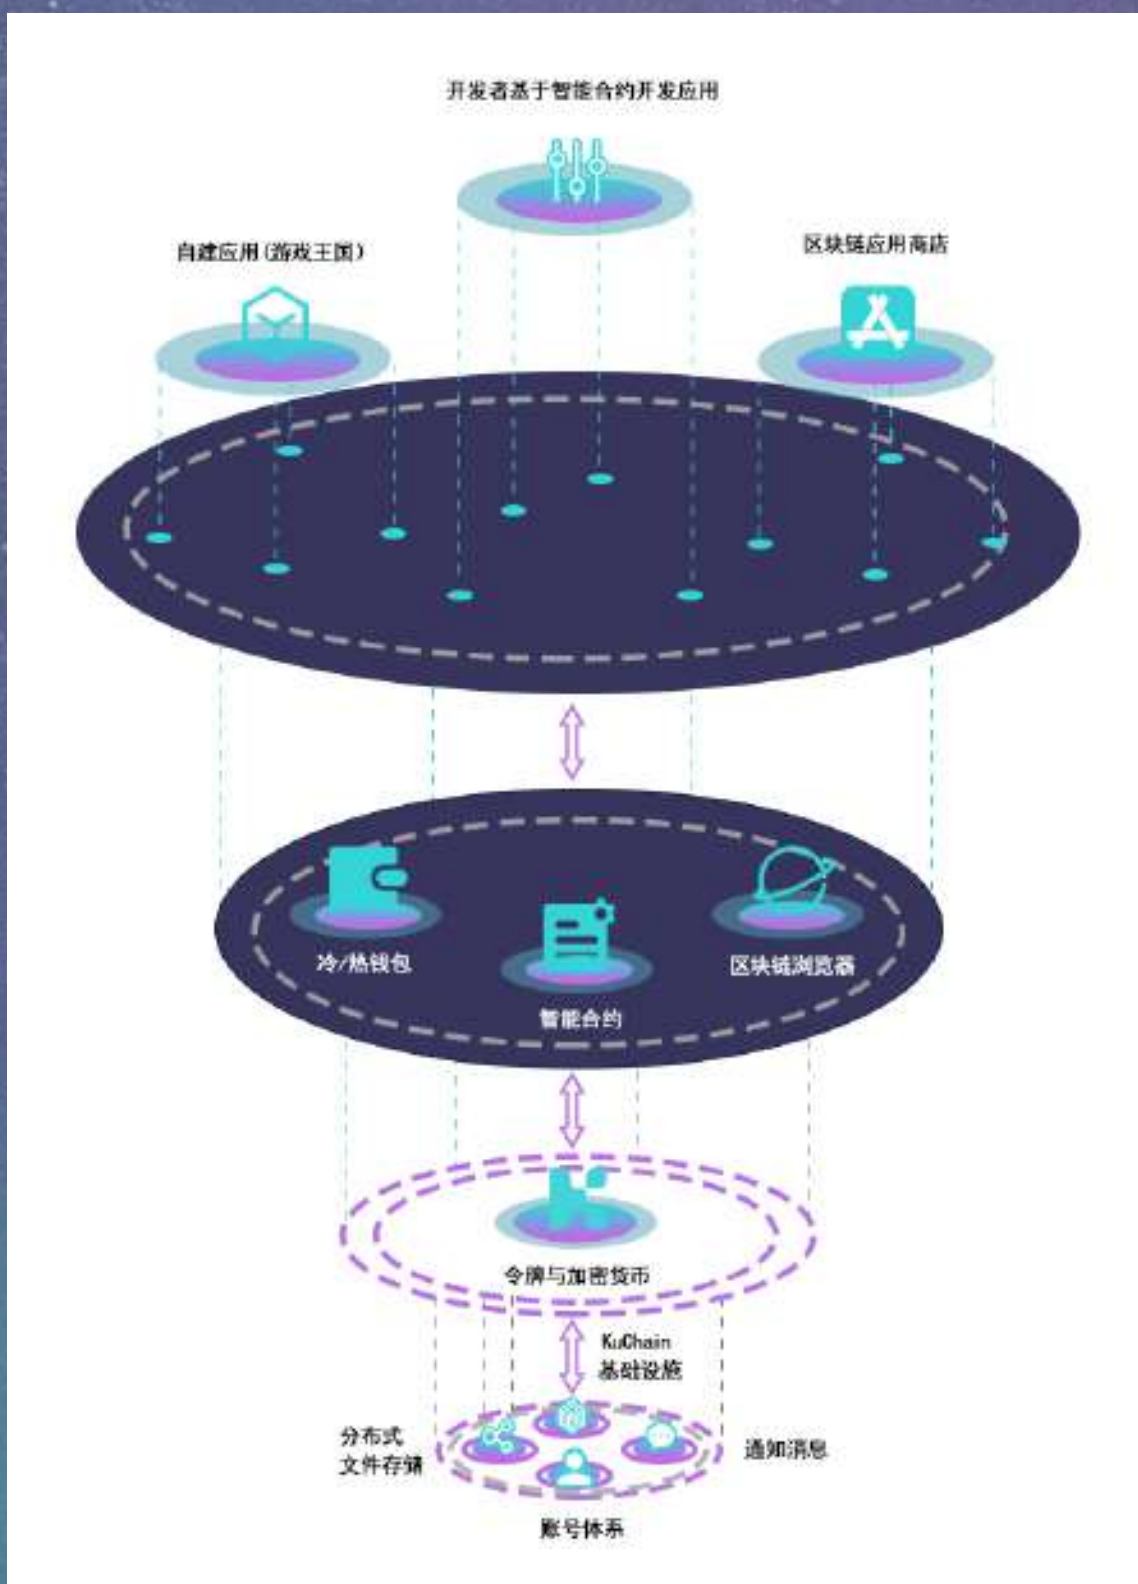 开发者基于智能合约开发应用
自建应用(游戏王国)
区块链应用商店
冷/热钱包
区块链浏览器
智能合约
令牌与加密货币
KuChain
基础设施
分布式
文件存储
通知消息
账号体系